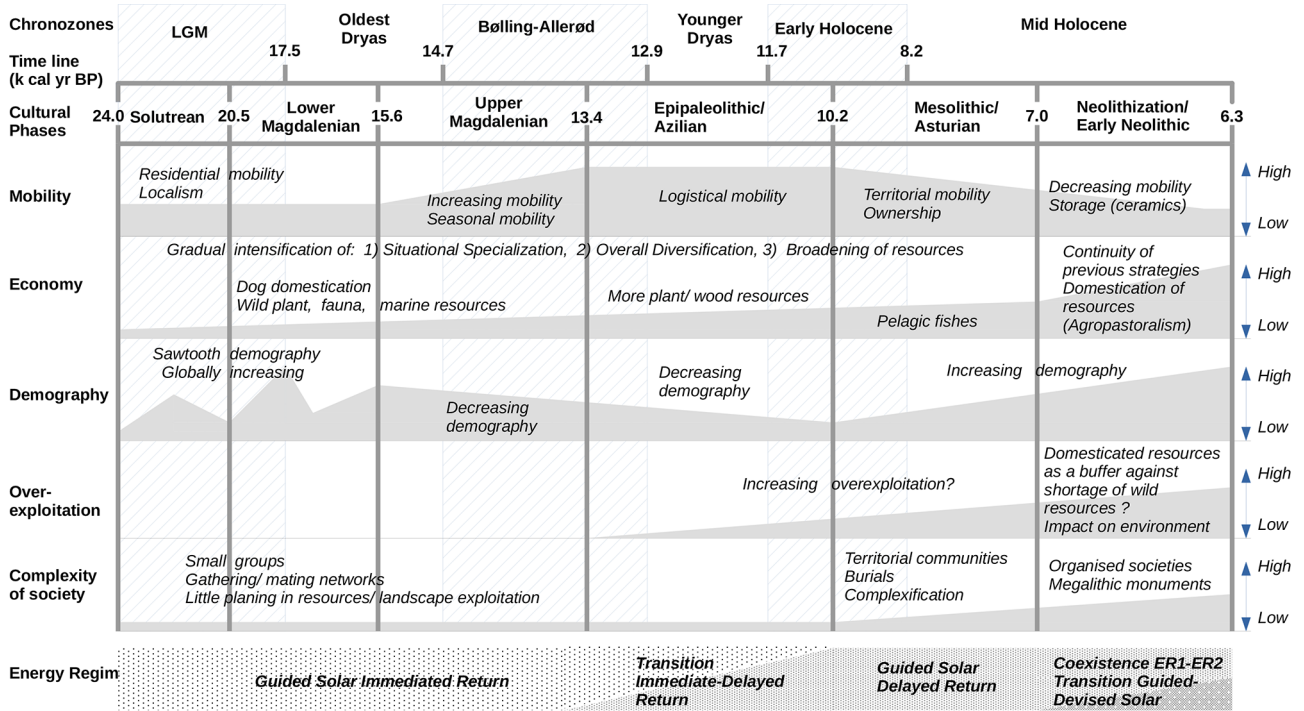 Chronozones
LGM
Oldest
Dryas
Bølling-Allerød
Younger
Dryas
Early Holocene
Mid Holocene
Time line
(k cal yr BP)
17.5
14.7
12.9
11.7
8.2
Cultural
Phases
24.0
Solutrean
20.5
Lower
Magdalenian
15.6
Upper
Magdalenian
13.4
Epipaleolithic/
Azilian
10.2
Mesolithic/
Asturian
7.0
Neolithization/
Early Neolithic
6.3
Mobility
Residential mobility
Localism
Increasing mobility
Seasonal mobility
Logistical mobility
Territorial mobility
Ownership
Decreasing mobility
Storage (ceramics)
High
Low
Economy
Gradual intensification of: 1) Situational Specialization, 2) Overall Diversification, 3) Broadening of resources
Dog domestication
Wild plant, fauna, marine resources
More plant/ wood resources
Pelagic fishes
Continuity of
previous strategies
Domestication of
resources
(Agropastoralism)
High
Low
Demography
Sawtooth demography
Globally increasing
Decreasing
demography
Decreasing
demography
Increasing demography
High
Low
Over-
exploitation
Increasing overexploitation?
Domesticated resources
as a buffer against
shortage of wild
resources ?
Impact on environment
High
Low
Complexity
of society
Small groups
Gathering/ mating networks
Little planing in resources/ landscape exploitation
Territorial communities
Burials
Complexification
Organised societies
Megalithic monuments
High
Low
Energy Regim
Guided Solar Immediated Return
Transition
Immediate-Delayed
Return
Guided Solar
Delayed Return
Coexistence ER1-ER2
Transition Guided-
Devised Solar